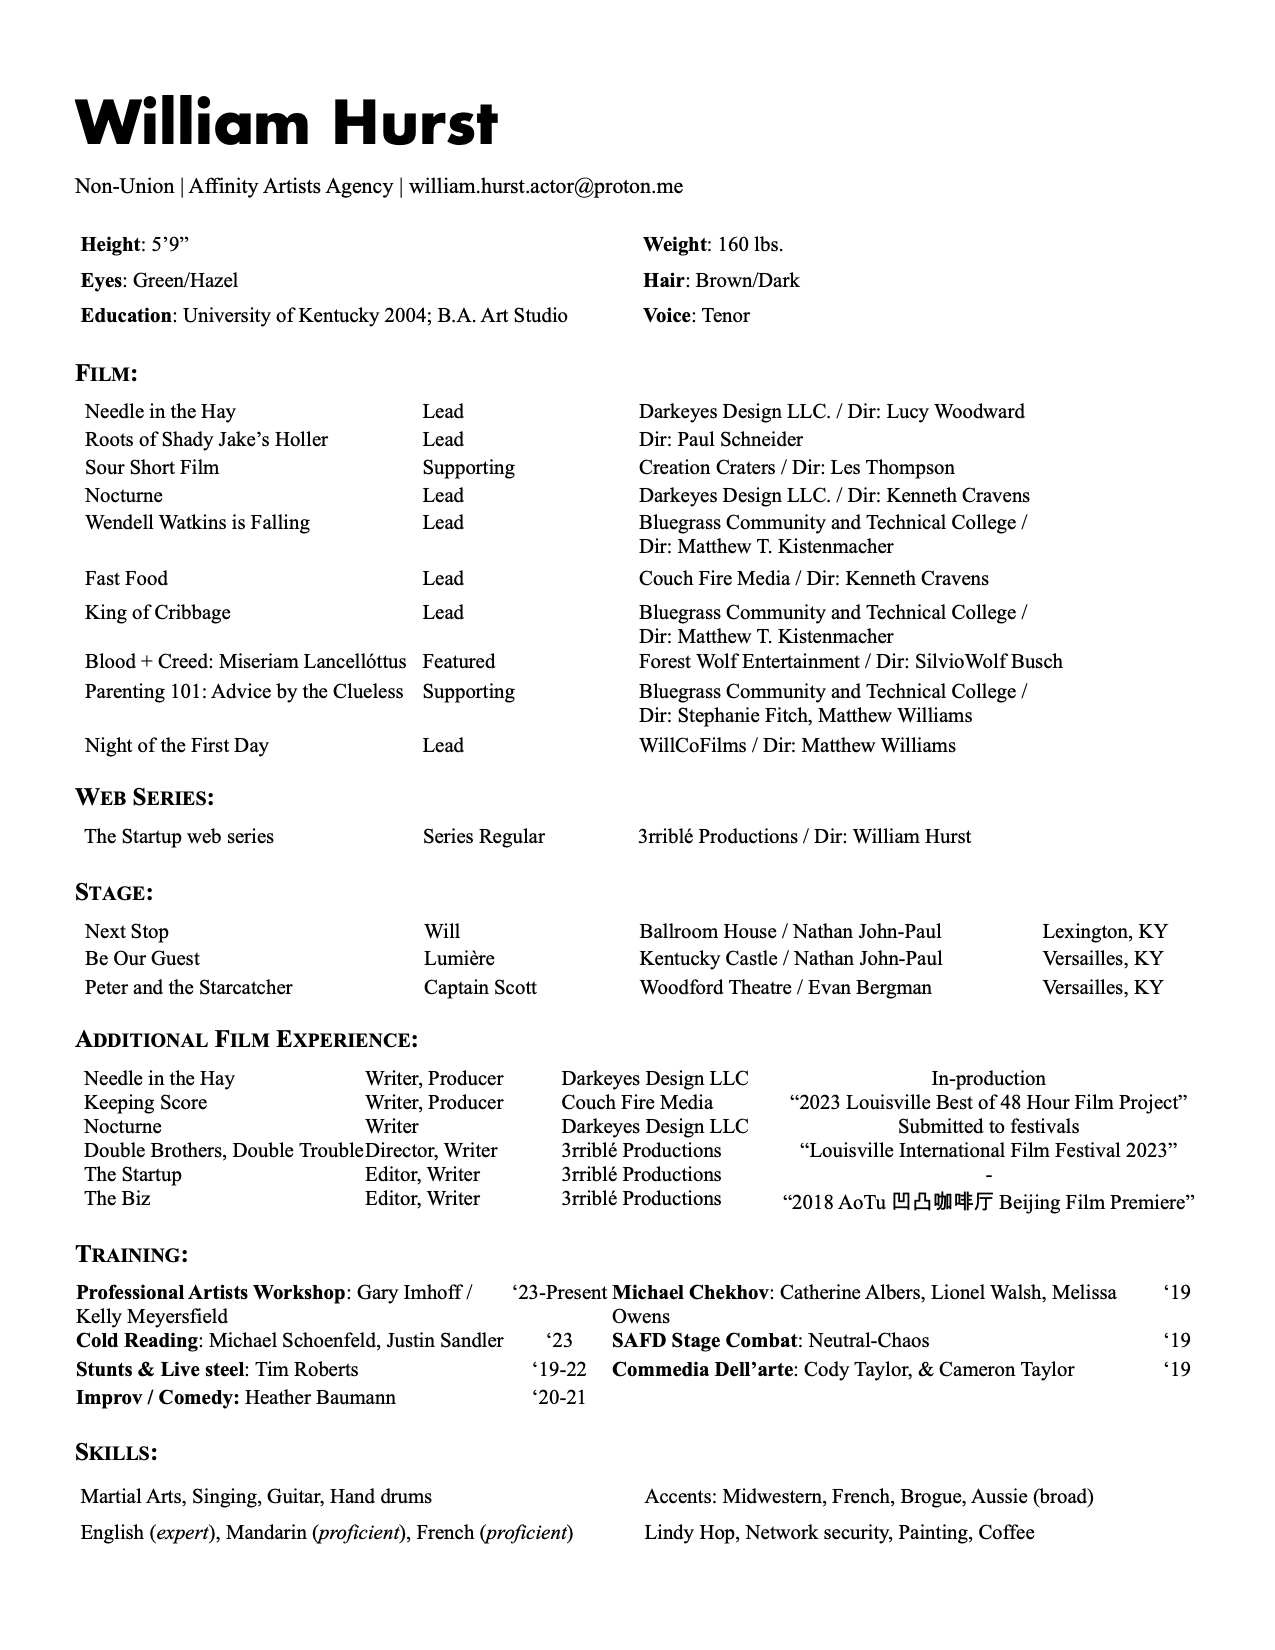 William Hurst
Non-Union | Affinity Artists Agency | william.hurst.actor@proton.me
Height: 5’9” Weight: 160 lbs.
Eyes: Green/Hazel Hair: Brown/Dark
Education: University of Kentucky 2004; B.A. Art Studio Voice: Tenor
FILM:
Needle in the Hay Lead Darkeyes Design LLC. / Dir: Lucy Woodward
Roots of Shady Jake’s Holler Lead Dir: Paul Schneider
Sour Short Film Supporting Creation Craters / Dir: Les Thompson
Nocturne Lead Darkeyes Design LLC. / Dir: Kenneth Cravens
Wendell Watkins is Falling Lead Bluegrass Community and Technical College /
Dir: Matthew T. Kistenmacher
Fast Food Lead Couch Fire Media / Dir: Kenneth Cravens
King of Cribbage Lead Bluegrass Community and Technical College /
Dir: Matthew T. Kistenmacher
Blood + Creed: Miseriam Lancellóttus Featured Forest Wolf Entertainment / Dir: SilvioWolf Busch
Parenting 101: Advice by the Clueless Supporting Bluegrass Community and Technical College /
Dir: Stephanie Fitch, Matthew Williams
Night of the First Day Lead WillCoFilms / Dir: Matthew Williams
WEB SERIES:
The Startup web series Series Regular 3rriblé Productions / Dir: William Hurst
STAGE:
Next Stop Will Ballroom House / Nathan John-Paul Lexington, KY
Be Our Guest Lumière Kentucky Castle / Nathan John-Paul Versailles, KY
Peter and the Starcatcher Captain Scott Woodford Theatre / Evan Bergman Versailles, KY
ADDITIONAL FILM EXPERIENCE:
Needle in the Hay Writer, Producer Darkeyes Design LLC In-production
Keeping Score Writer, Producer Couch Fire Media “2023 Louisville Best of 48 Hour Film Project”
Nocturne Writer Darkeyes Design LLC Submitted to festivals
Double Brothers, Double Trouble Director, Writer 3rriblé Productions “Louisville International Film Festival 2023”
The Startup Editor, Writer 3rriblé Productions -
The Biz Editor, Writer 3rriblé Productions “2018 AoTu 凹凸咖啡厅 Beijing Film Premiere”
TRAINING:
Professional Artists Workshop: Gary Imhoff / ‘23-Present Michael Chekhov: Catherine Albers, Lionel Walsh, Melissa ‘19
Kelly Meyersfield Owens
Cold Reading: Michael Schoenfeld, Justin Sandler ‘23 SAFD Stage Combat: Neutral-Chaos ‘19
Stunts & Live steel: Tim Roberts ‘19-22 Commedia Dell’arte: Cody Taylor, & Cameron Taylor ‘19
Improv / Comedy: Heather Baumann ‘20-21
SKILLS:
Martial Arts, Singing, Guitar, Hand drums Accents: Midwestern, French, Brogue, Aussie (broad)
English (expert), Mandarin (proficient), French (proficient) Lindy Hop, Network security, Painting, Coffee